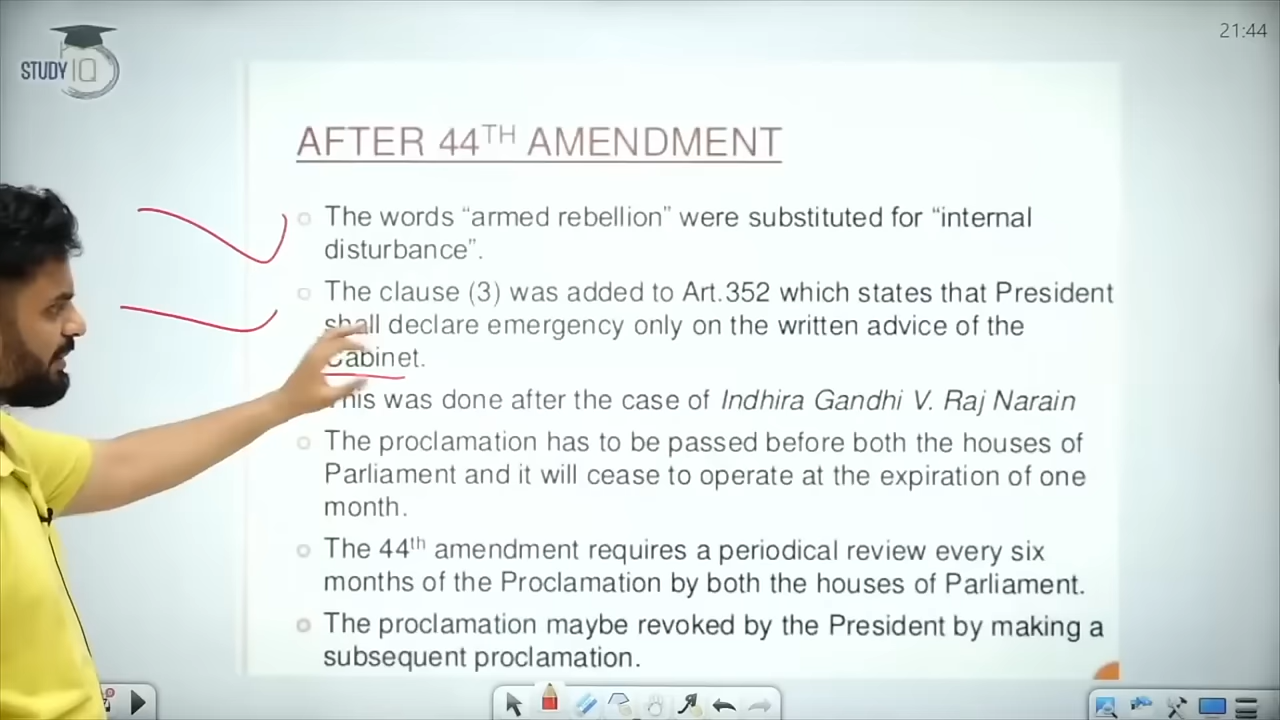 STUDY IQ
21:44
AFTER 44TH AMENDMENT
The words “armed rebellion” were substituted for “internal
disturbance”.
The clause (3) was added to Art.352 which states that President
shall declare emergency only on the written advice of the
Cabinet.
This was done after the case of Indhira Gandhi V. Raj Narain
The proclamation has to be passed before both the houses of
Parliament and it will cease to operate at the expiration of one
month.
The 44th amendment requires a periodical review every six
months of the Proclamation by both the houses of Parliament.
The proclamation maybe revoked by the President by making a
subsequent proclamation.